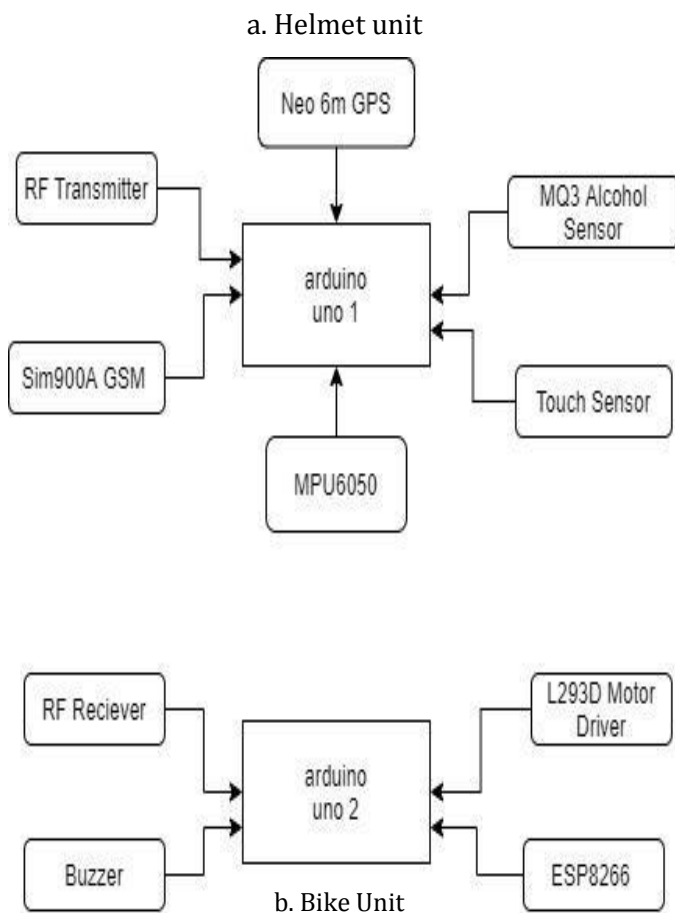 a. Helmet unit
Neo 6m GPS
RF Transmitter
MQ3 Alcohol
Sensor
arduino
uno 1
Sim900A GSM
Touch Sensor
MPU6050
RF Reciever
L293D Motor
Driver
arduino
uno 2
Buzzer
ESP8266
b. Bike Unit